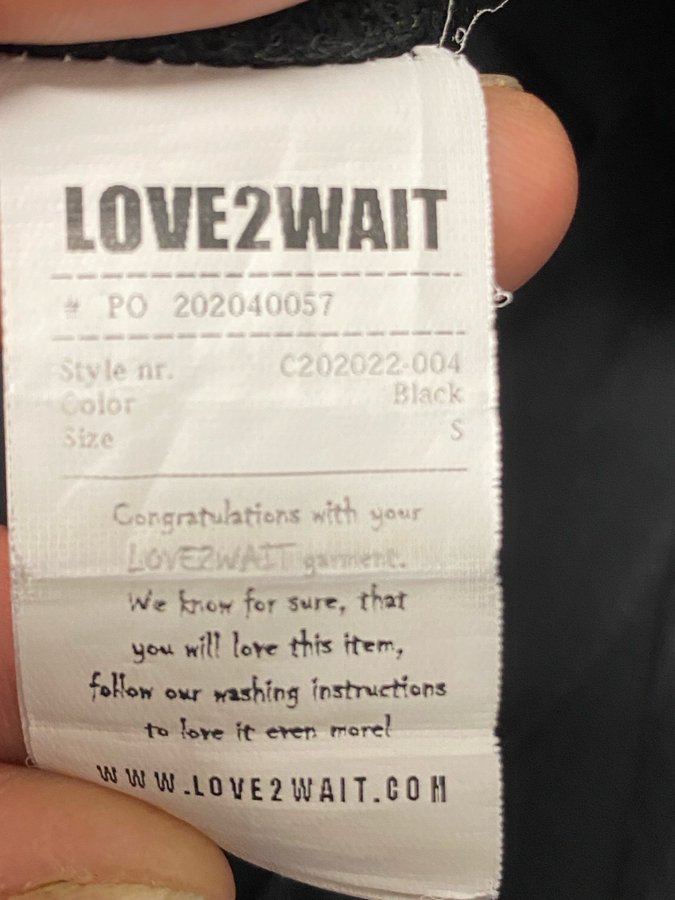 LOVE2WAIT
# PO 202040057
Style nr. C202022-004
Color Black
Size S
Congratulations with your
LOVE2WAIT garment.
We know for sure, that
you will love this item,
follow our washing instructions
to love it even more!
WWW.LOVE2WAIT.COM